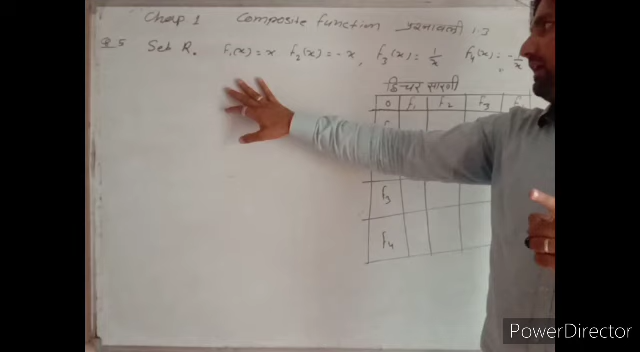 Chap. 1 Composite function प्रश्नावली 1.3
Q.5 Set R. f₁(x) = x f₂(x) = -x, f₃(x) = 1/x f₄(x) = -1/x
द्विचर सारणी
0 f₁ f₂ f₃
f₃
f₄
PowerDirector